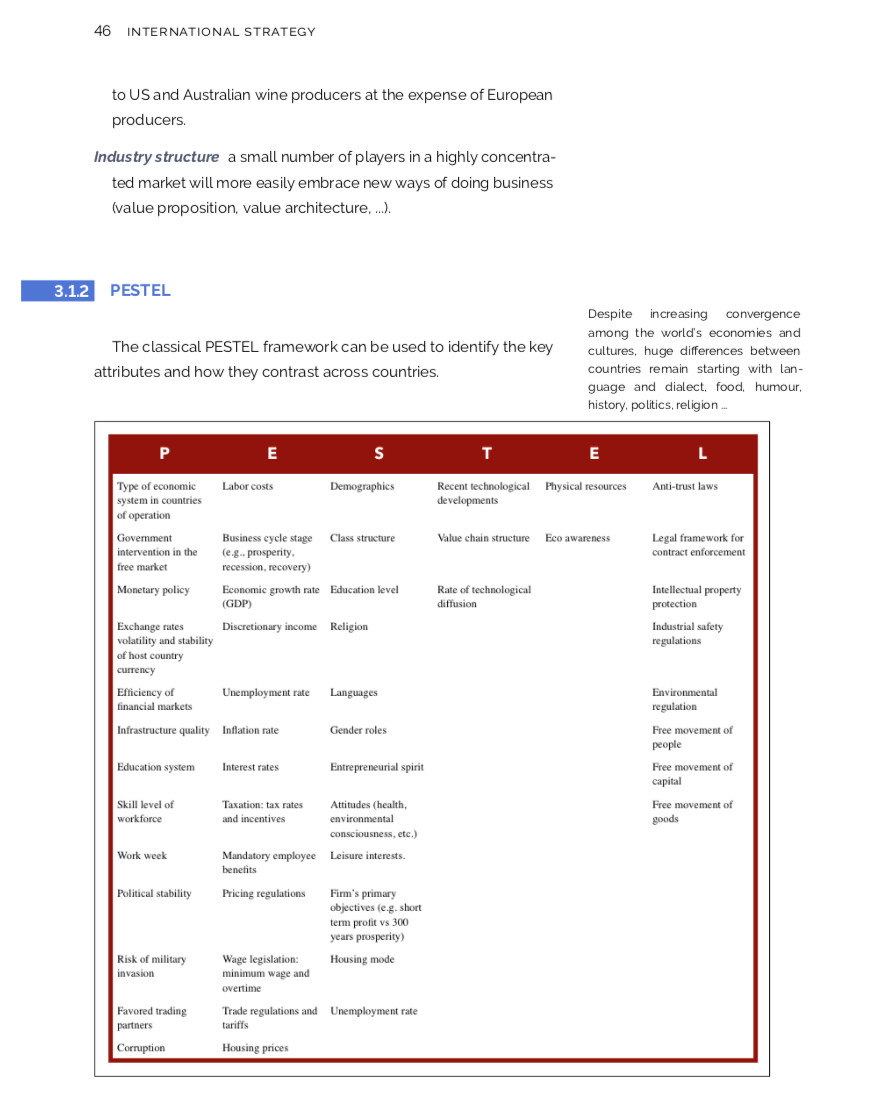 46 INTERNATIONAL STRATEGY
to US and Australian wine producers at the expense of European
producers.
Industry structure a small number of players in a highly concentra-
ted market will more easily embrace new ways of doing business
(value proposition, value architecture, ...).
3.1.2 PESTEL
The classical PESTEL framework can be used to identify the key
attributes and how they contrast across countries.
Despite increasing convergence
among the world's economies and
cultures, huge differences between
countries remain starting with lan-
guage and dialect, food, humour,
history, politics, religion ...
P E S T E L
Type of economic Labor costs Demographics Recent technological Physical resources Anti-trust laws
system in countries developments
of operation
Government Business cycle stage Class structure Value chain structure Eco awareness Legal framework for
intervention in the (e.g., prosperity, contract enforcement
free market recession, recovery)
Monetary policy Economic growth rate Education level Rate of technological Intellectual property
(GDP) diffusion protection
Exchange rates Discretionary income Religion Industrial safety
volatility and stability regulations
of host country
currency
Efficiency of Unemployment rate Languages Environmental
financial markets regulation
Infrastructure quality Inflation rate Gender roles Free movement of
people
Education system Interest rates Entrepreneurial spirit Free movement of
capital
Skill level of Taxation: tax rates Attitudes (health, Free movement of
workforce and incentives environmental goods
consciousness, etc.)
Work week Mandatory employee Leisure interests.
benefits
Political stability Pricing regulations Firm's primary
objectives (e.g. short
term profit vs 300
years prosperity)
Risk of military Wage legislation: Housing mode
invasion minimum wage and
overtime
Favored trading Trade regulations and Unemployment rate
partners tariffs
Corruption Housing prices